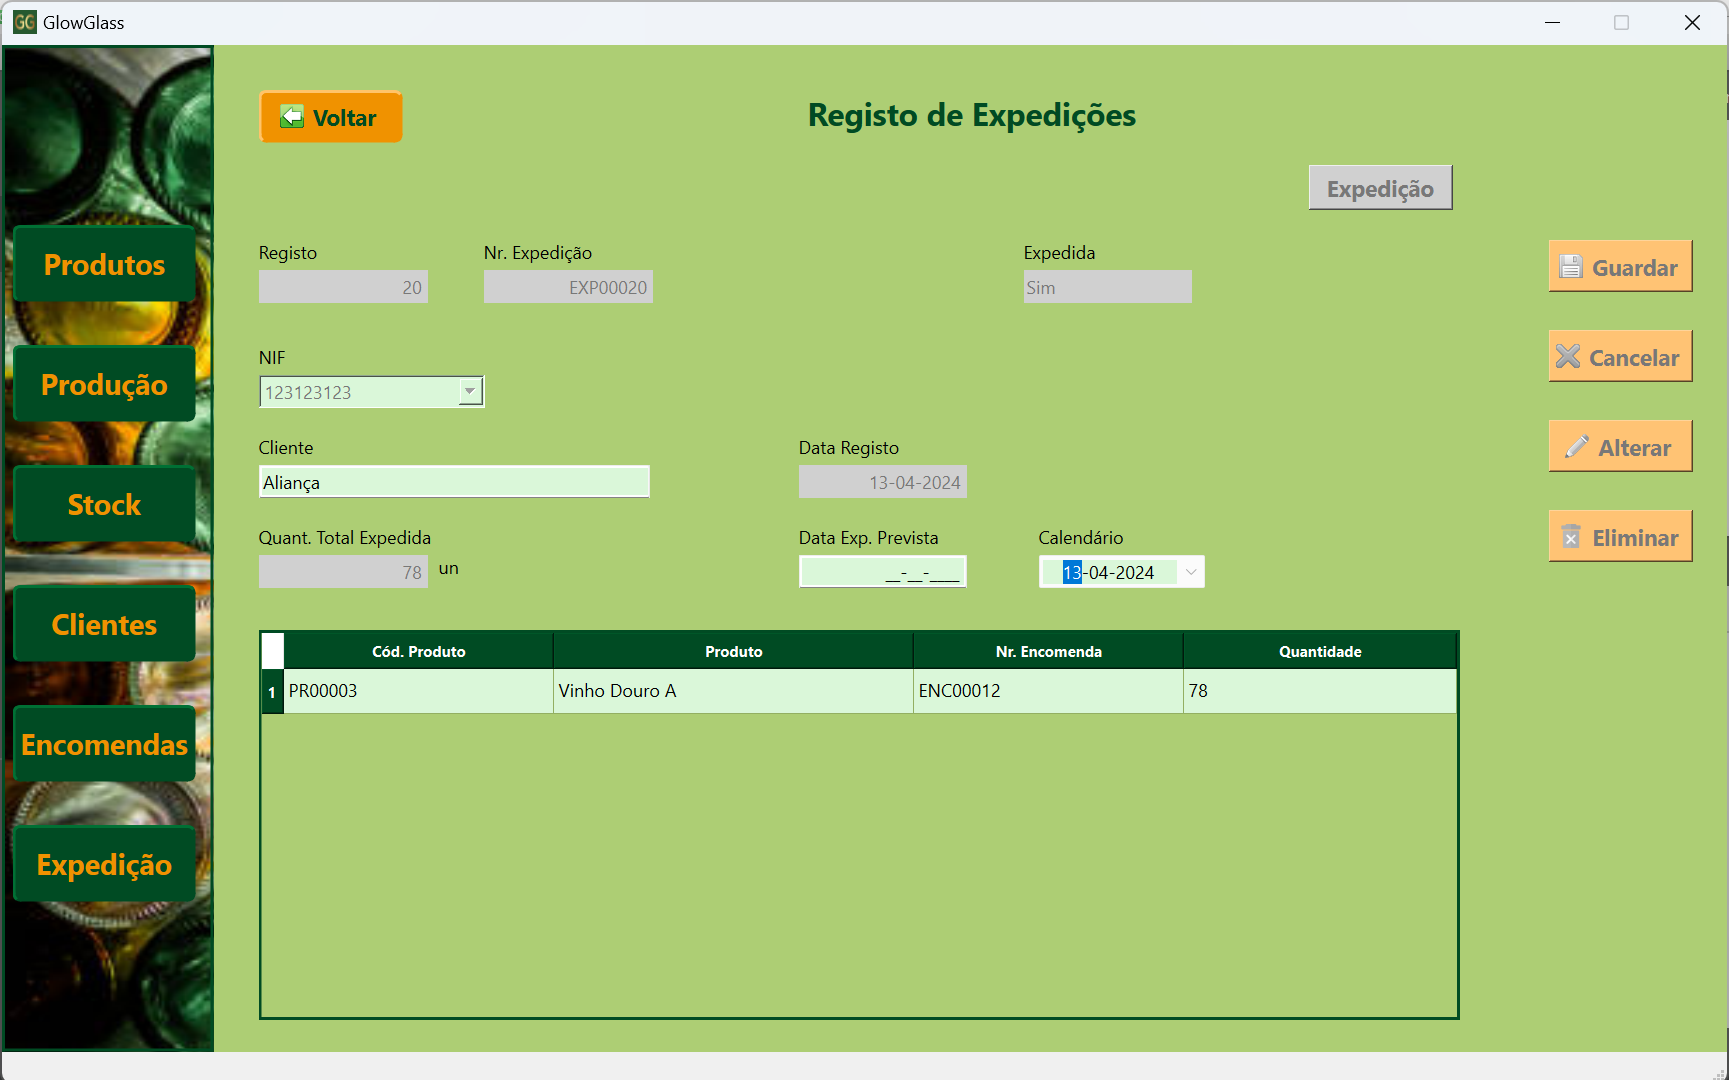 GlowGlass
Voltar
Registo de Expedições
Expedição
Produtos
Produção
Stock
Clientes
Encomendas
Expedição
Registo
Nr. Expedição
Expedida
20
EXP00020
Sim
Guardar
NIF
Cancelar
123123123
Cliente
Data Registo
Alterar
Aliança
13-04-2024
Quant. Total Expedida
Data Exp. Prevista
Calendário
Eliminar
78 un
__-__-____
13-04-2024
Cód. Produto Produto Nr. Encomenda Quantidade
1 PR00003 Vinho Douro A ENC00012 78